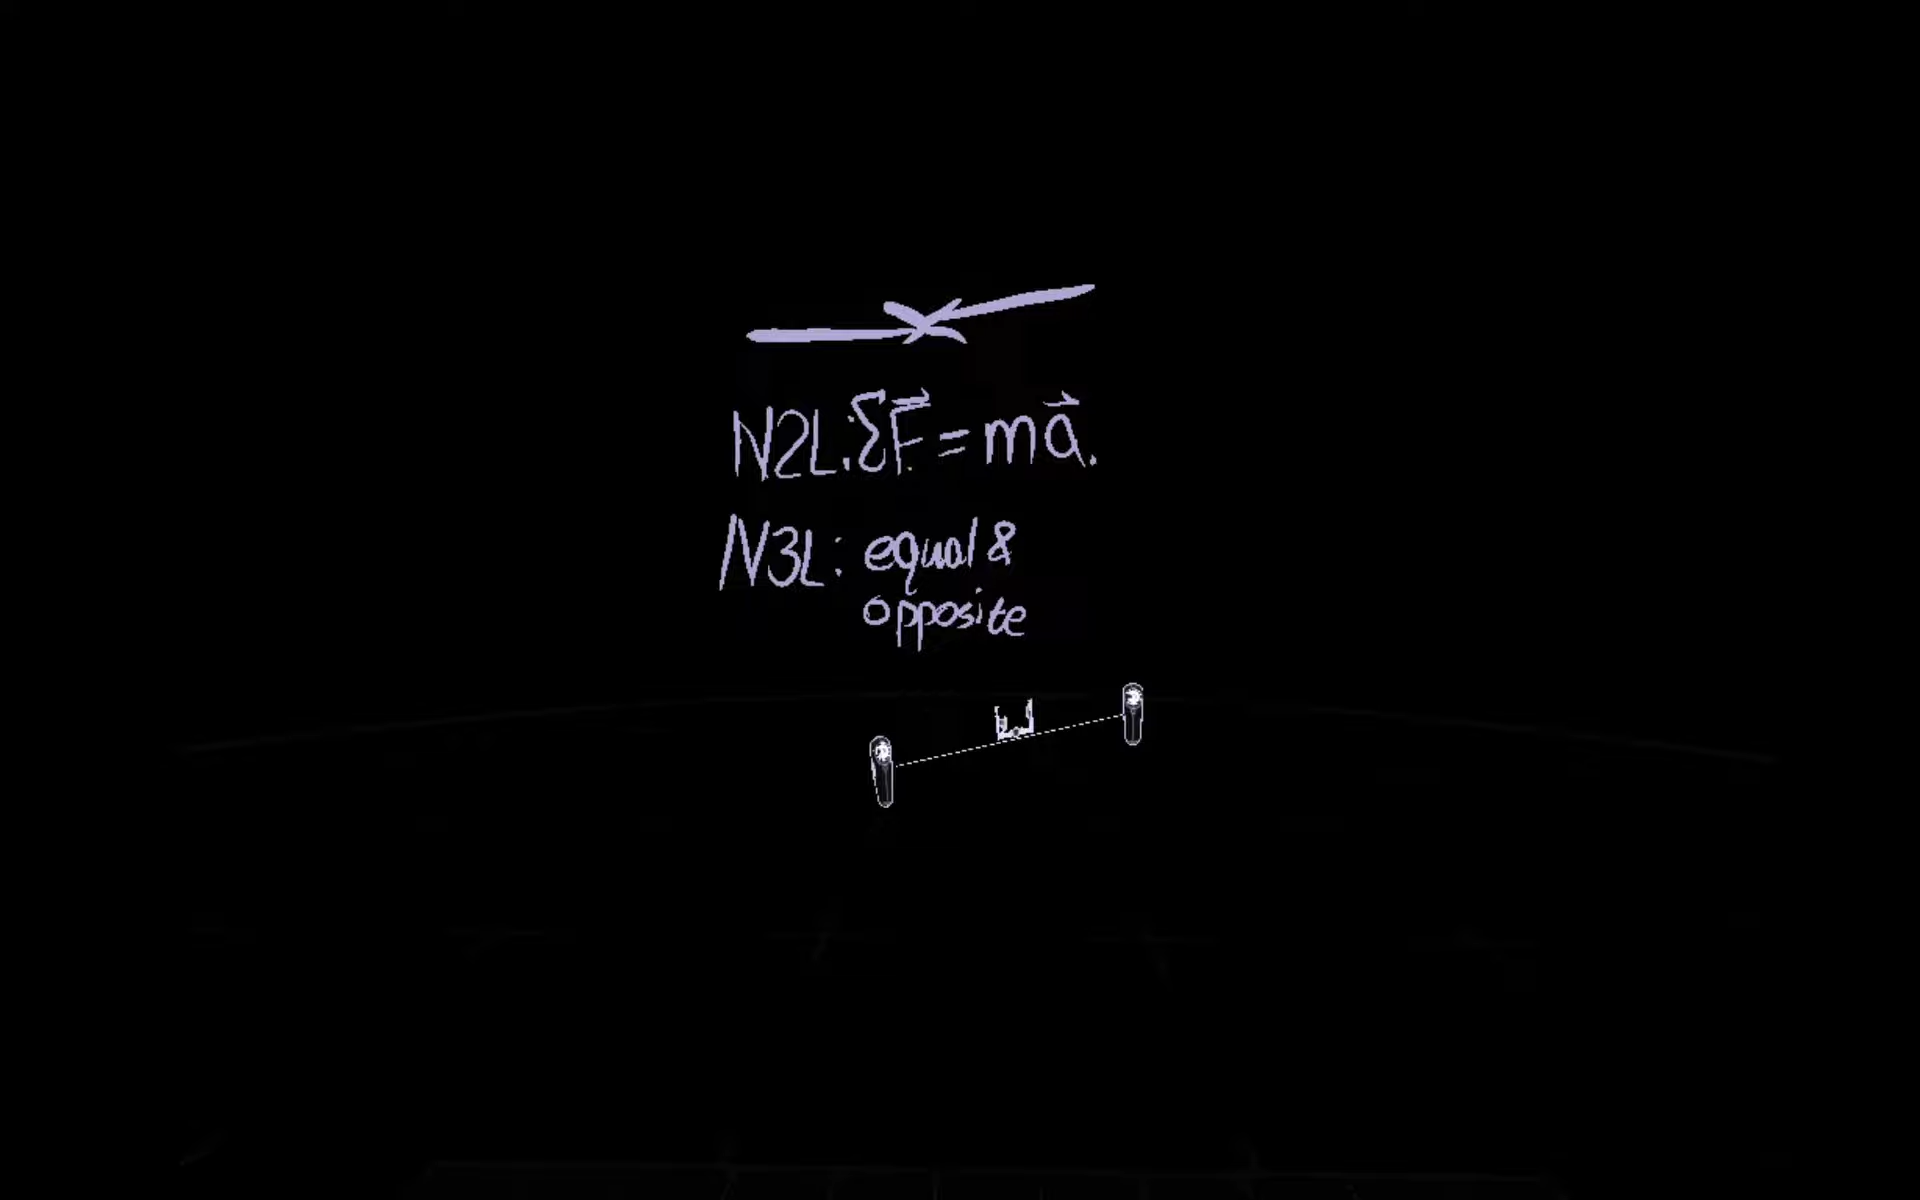 N2L: ΣF⃗ = ma⃗.
N3L: equal &
opposite